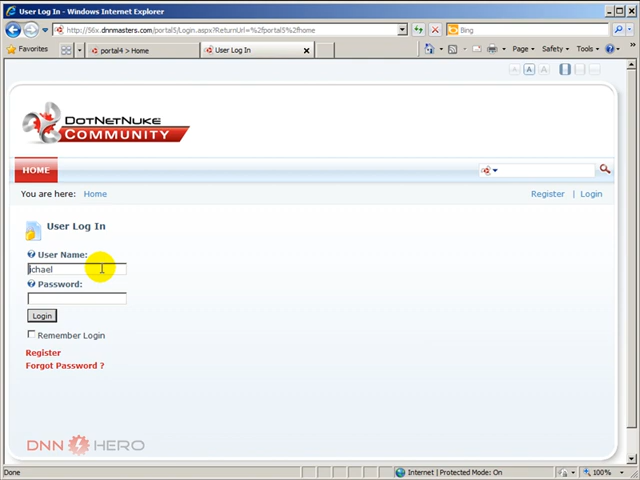 User Log In - Windows Internet Explorer
http://56x.dnnmasters.com/portal5/Login.aspx?ReturnUrl=%2fportal5%2fhome
Bing
Favorites
portal4 > Home
User Log In
Page
Safety
Tools
DOTNETNUKE
COMMUNITY
HOME
You are here: Home
Register | Login
User Log In
User Name:
ichael
Password:
Login
Remember Login
Register
Forgot Password ?
DNN HERO
Done
Internet | Protected Mode: On
100%